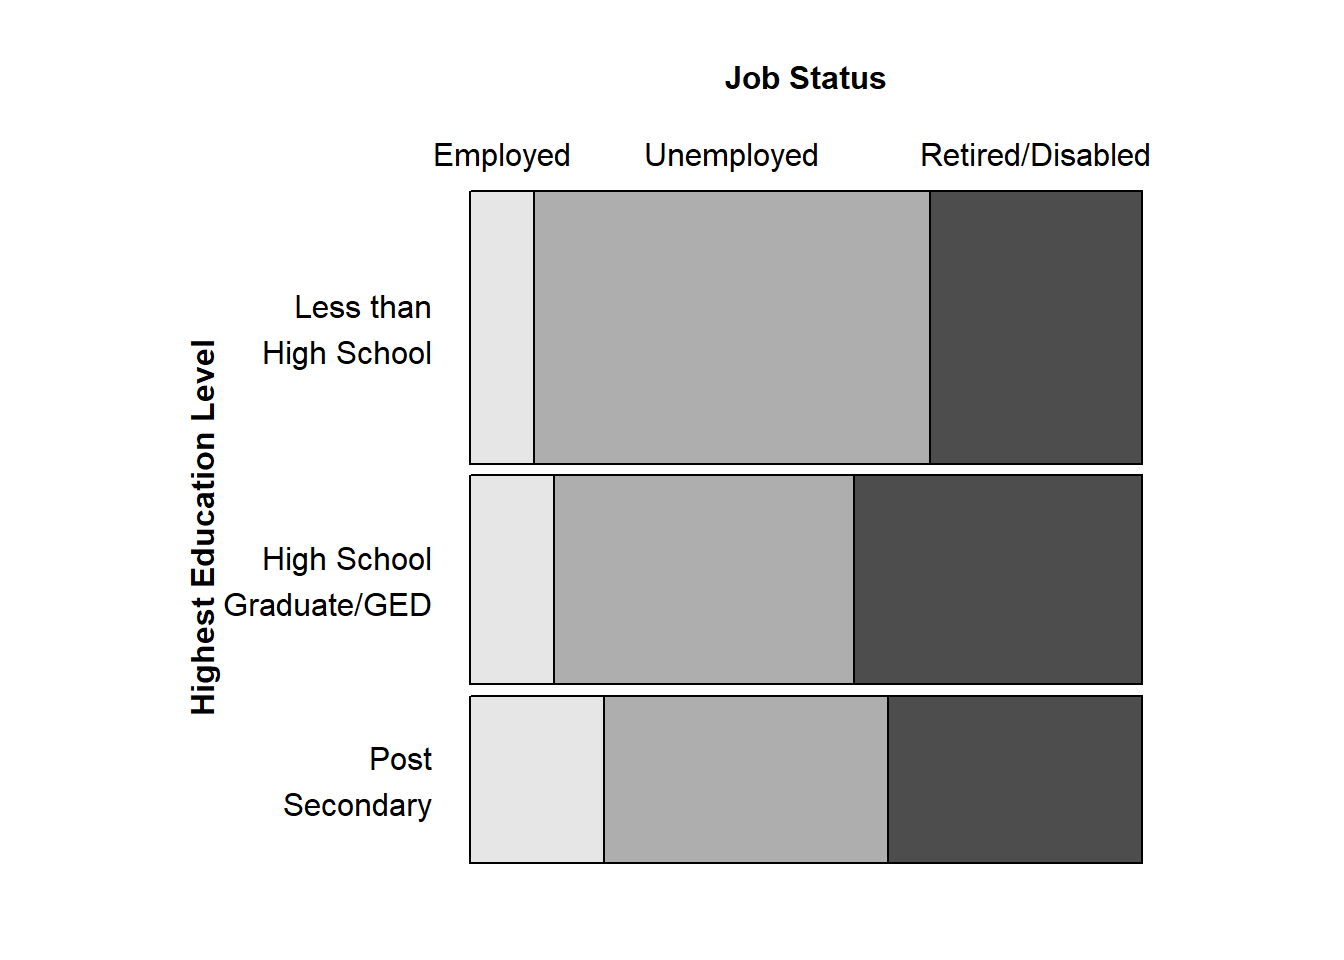 Job Status
Employed Unemployed Retired/Disabled
Highest Education Level
Less than
High School
High School
Graduate/GED
Post
Secondary